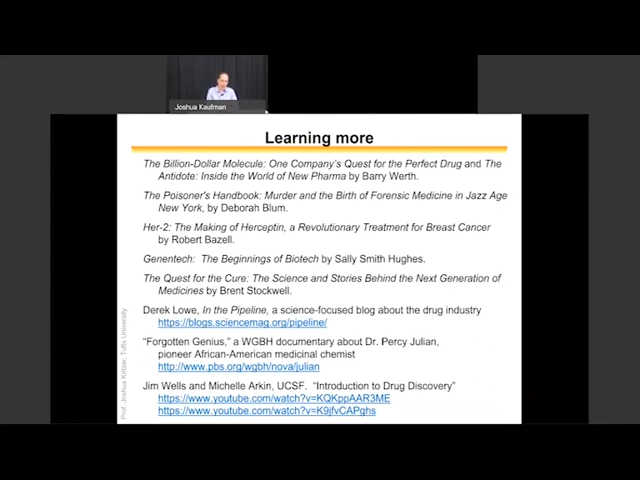 Joshua Kaufman
Learning more
The Billion-Dollar Molecule: One Company's Quest for the Perfect Drug and The
Antidote: Inside the World of New Pharma by Barry Werth.
The Poisoner's Handbook: Murder and the Birth of Forensic Medicine in Jazz Age
New York, by Deborah Blum.
Her-2: The Making of Herceptin, a Revolutionary Treatment for Breast Cancer
by Robert Bazell.
Genentech: The Beginnings of Biotech by Sally Smith Hughes.
The Quest for the Cure: The Science and Stories Behind the Next Generation of
Medicines by Brent Stockwell.
Derek Lowe, In the Pipeline, a science-focused blog about the drug industry
https://blogs.sciencemag.org/pipeline/
"Forgotten Genius," a WGBH documentary about Dr. Percy Julian,
pioneer African-American medicinal chemist
http://www.pbs.org/wgbh/nova/julian
Jim Wells and Michelle Arkin, UCSF. "Introduction to Drug Discovery"
https://www.youtube.com/watch?v=KQKppAAR3ME
https://www.youtube.com/watch?v=K9jfvCAPghs
Prof. Joshua Kritzer, Tufts University